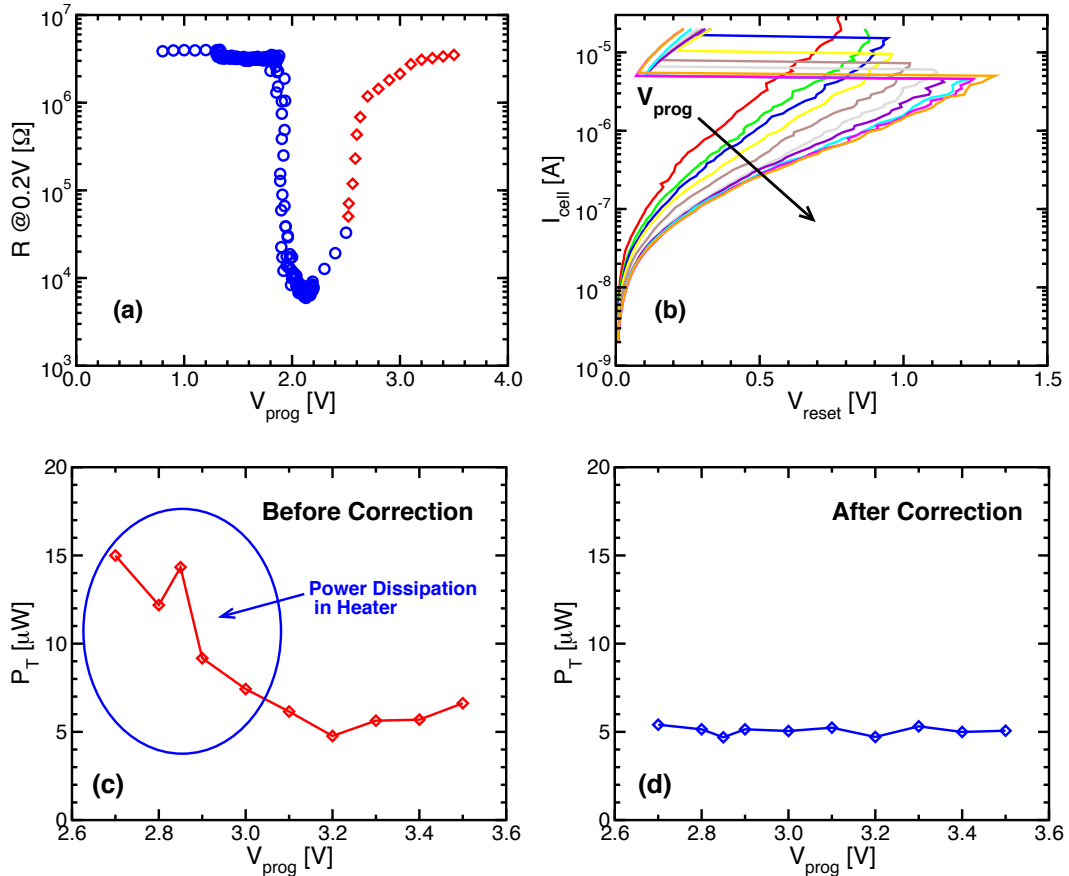 R @0.2V [Ω]
10^7
10^6
10^5
10^4
10^3
(a)
0.0 1.0 2.0 3.0 4.0
V_prog [V]
I_cell [A]
10^-5
10^-6
10^-7
10^-8
10^-9
V_prog
(b)
0.0 0.5 1.0 1.5
V_reset [V]
P_T [μW]
20
15
10
5
0
Before Correction
Power Dissipation
in Heater
(c)
2.6 2.8 3.0 3.2 3.4 3.6
V_prog [V]
P_T [μW]
20
15
10
5
0
After Correction
(d)
2.6 2.8 3.0 3.2 3.4 3.6
V_prog [V]